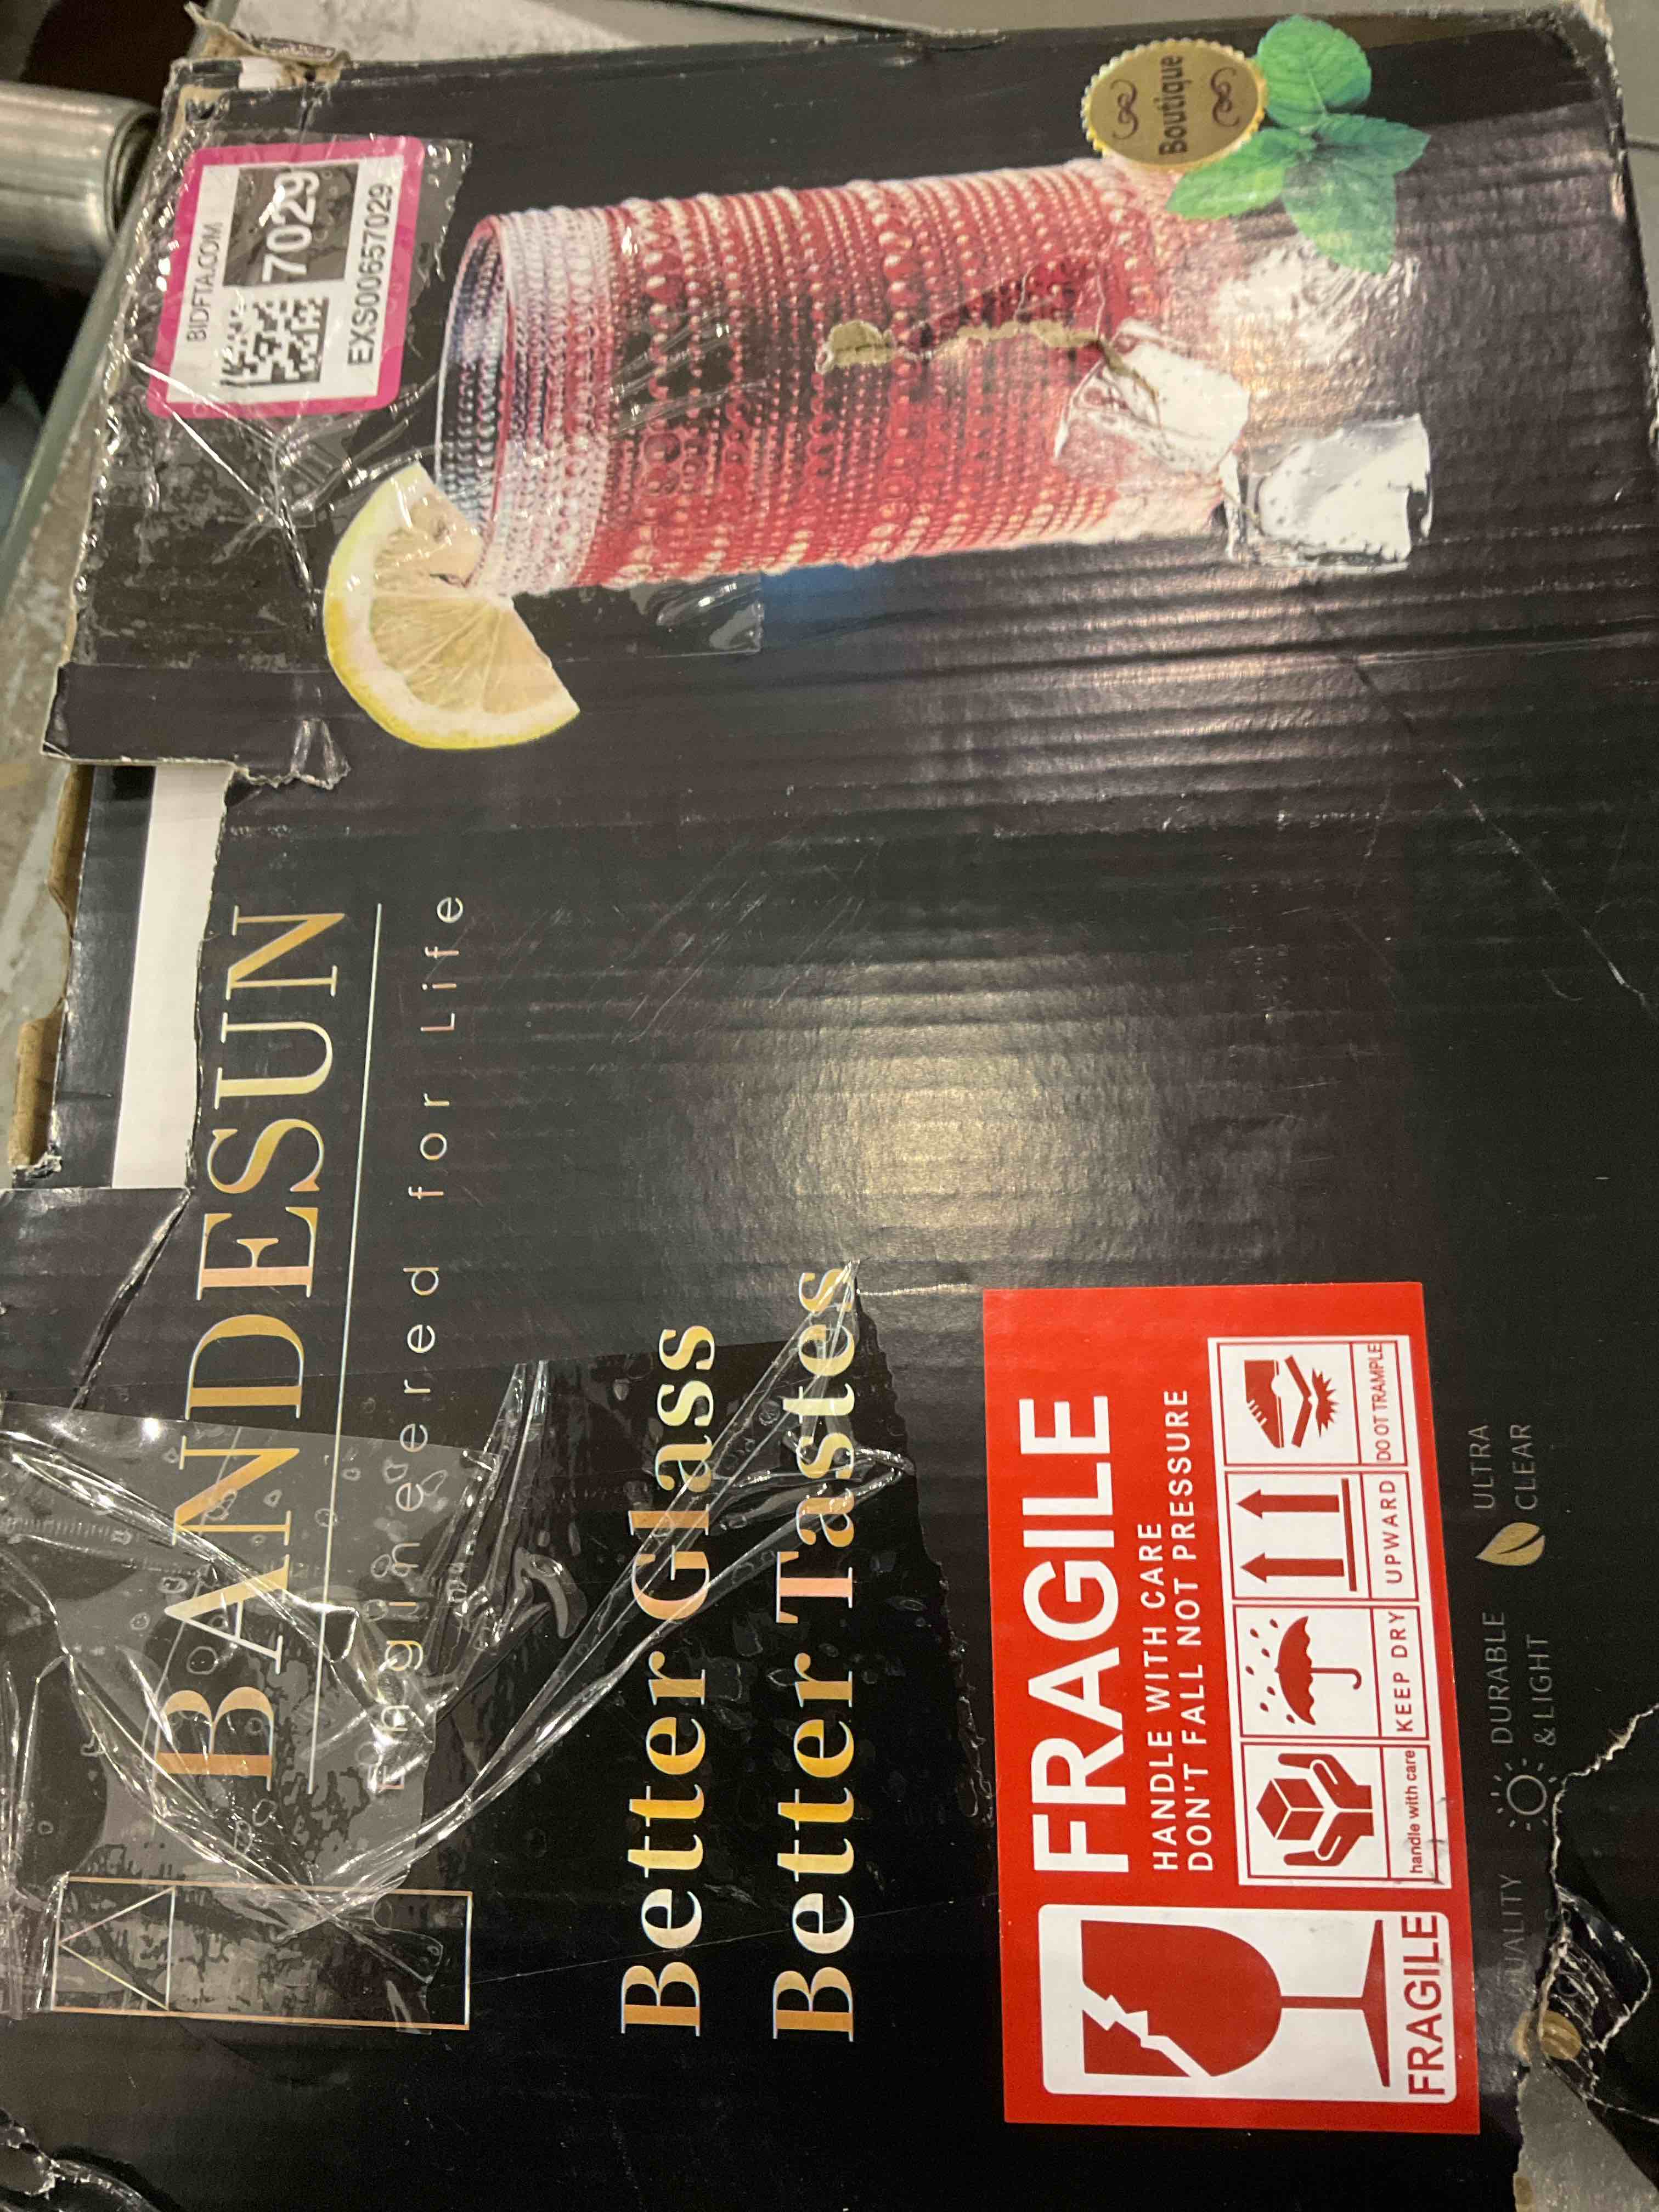 BANDESUN
Engineered for Life
Better Glass
Better Tastes
FRAGILE
HANDLE WITH CARE
DON'T FALL NOT PRESSURE
FRAGILE
handle with care
KEEP DRY
UPWARD
DO OT TRAMPLE
DURABLE
& LIGHT
ULTRA
CLEAR
BIDFTA.COM
7029
EXS00657029
Boutique